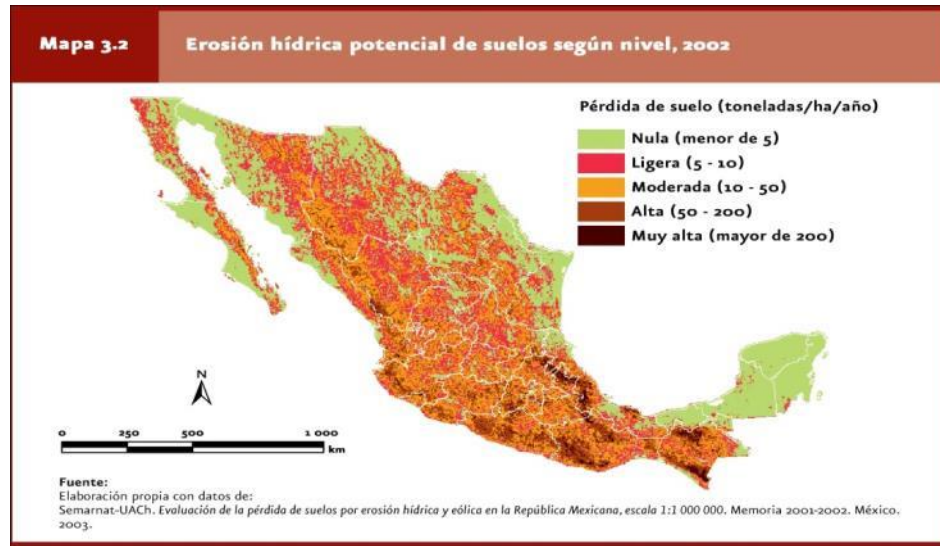 Mapa 3.2
Erosión hídrica potencial de suelos según nivel, 2002
Pérdida de suelo (toneladas/ha/año)
Nula (menor de 5)
Ligera (5 - 10)
Moderada (10 - 50)
Alta (50 - 200)
Muy alta (mayor de 200)
N
0 250 500 1 000
km
Fuente:
Elaboración propia con datos de:
Semarnat-UACh. Evaluación de la pérdida de suelos por erosión hídrica y eólica en la República Mexicana, escala 1:1 000 000. Memoria 2001-2002. México.
2003.